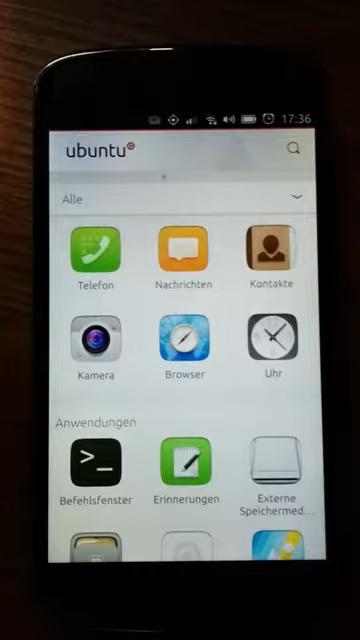 17:36
ubuntu
Alle
Telefon Nachrichten Kontakte
Kamera Browser Uhr
Anwendungen
>_
Befehlsfenster Erinnerungen Externe
Speichermed...